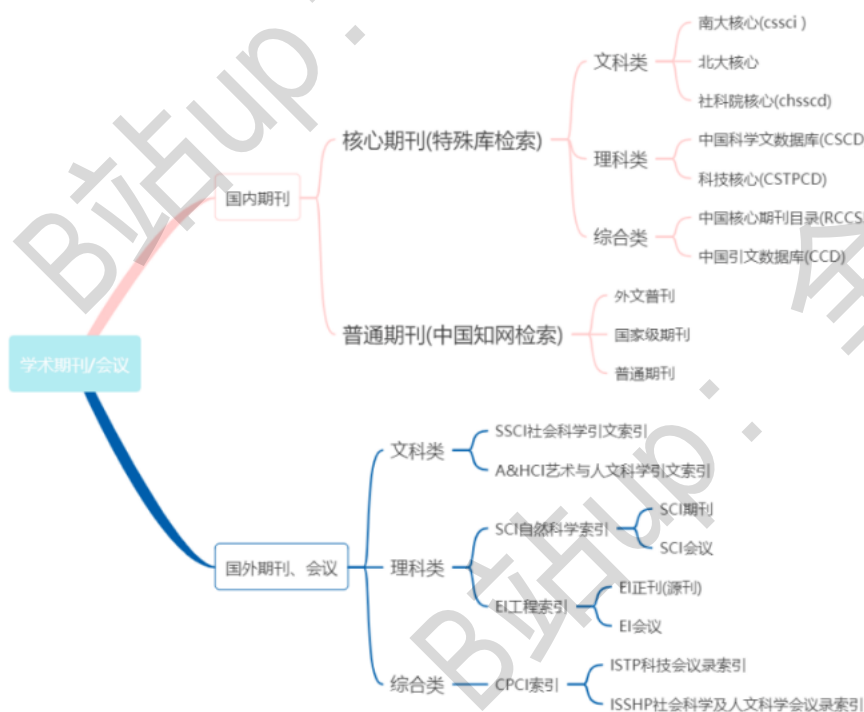 学术期刊/会议
国内期刊
核心期刊(特殊库检索)
文科类
南大核心(cssci )
北大核心
社科院核心(chsscd)
理科类
中国科学文数据库(CSCD
科技核心(CSTPCD)
综合类
中国核心期刊目录(RCCS
中国引文数据库(CCD)
普通期刊(中国知网检索)
外文普刊
国家级期刊
普通期刊
国外期刊、会议
文科类
SSCI社会科学引文索引
A&HCI艺术与人文科学引文索引
理科类
SCI自然科学索引
SCI期刊
SCI会议
EI工程索引
EI正刊(源刊)
EI会议
综合类
CPCI索引
ISTP科技会议录索引
ISSHP社会科学及人文科学会议录索引
B站up:
B站up:
全